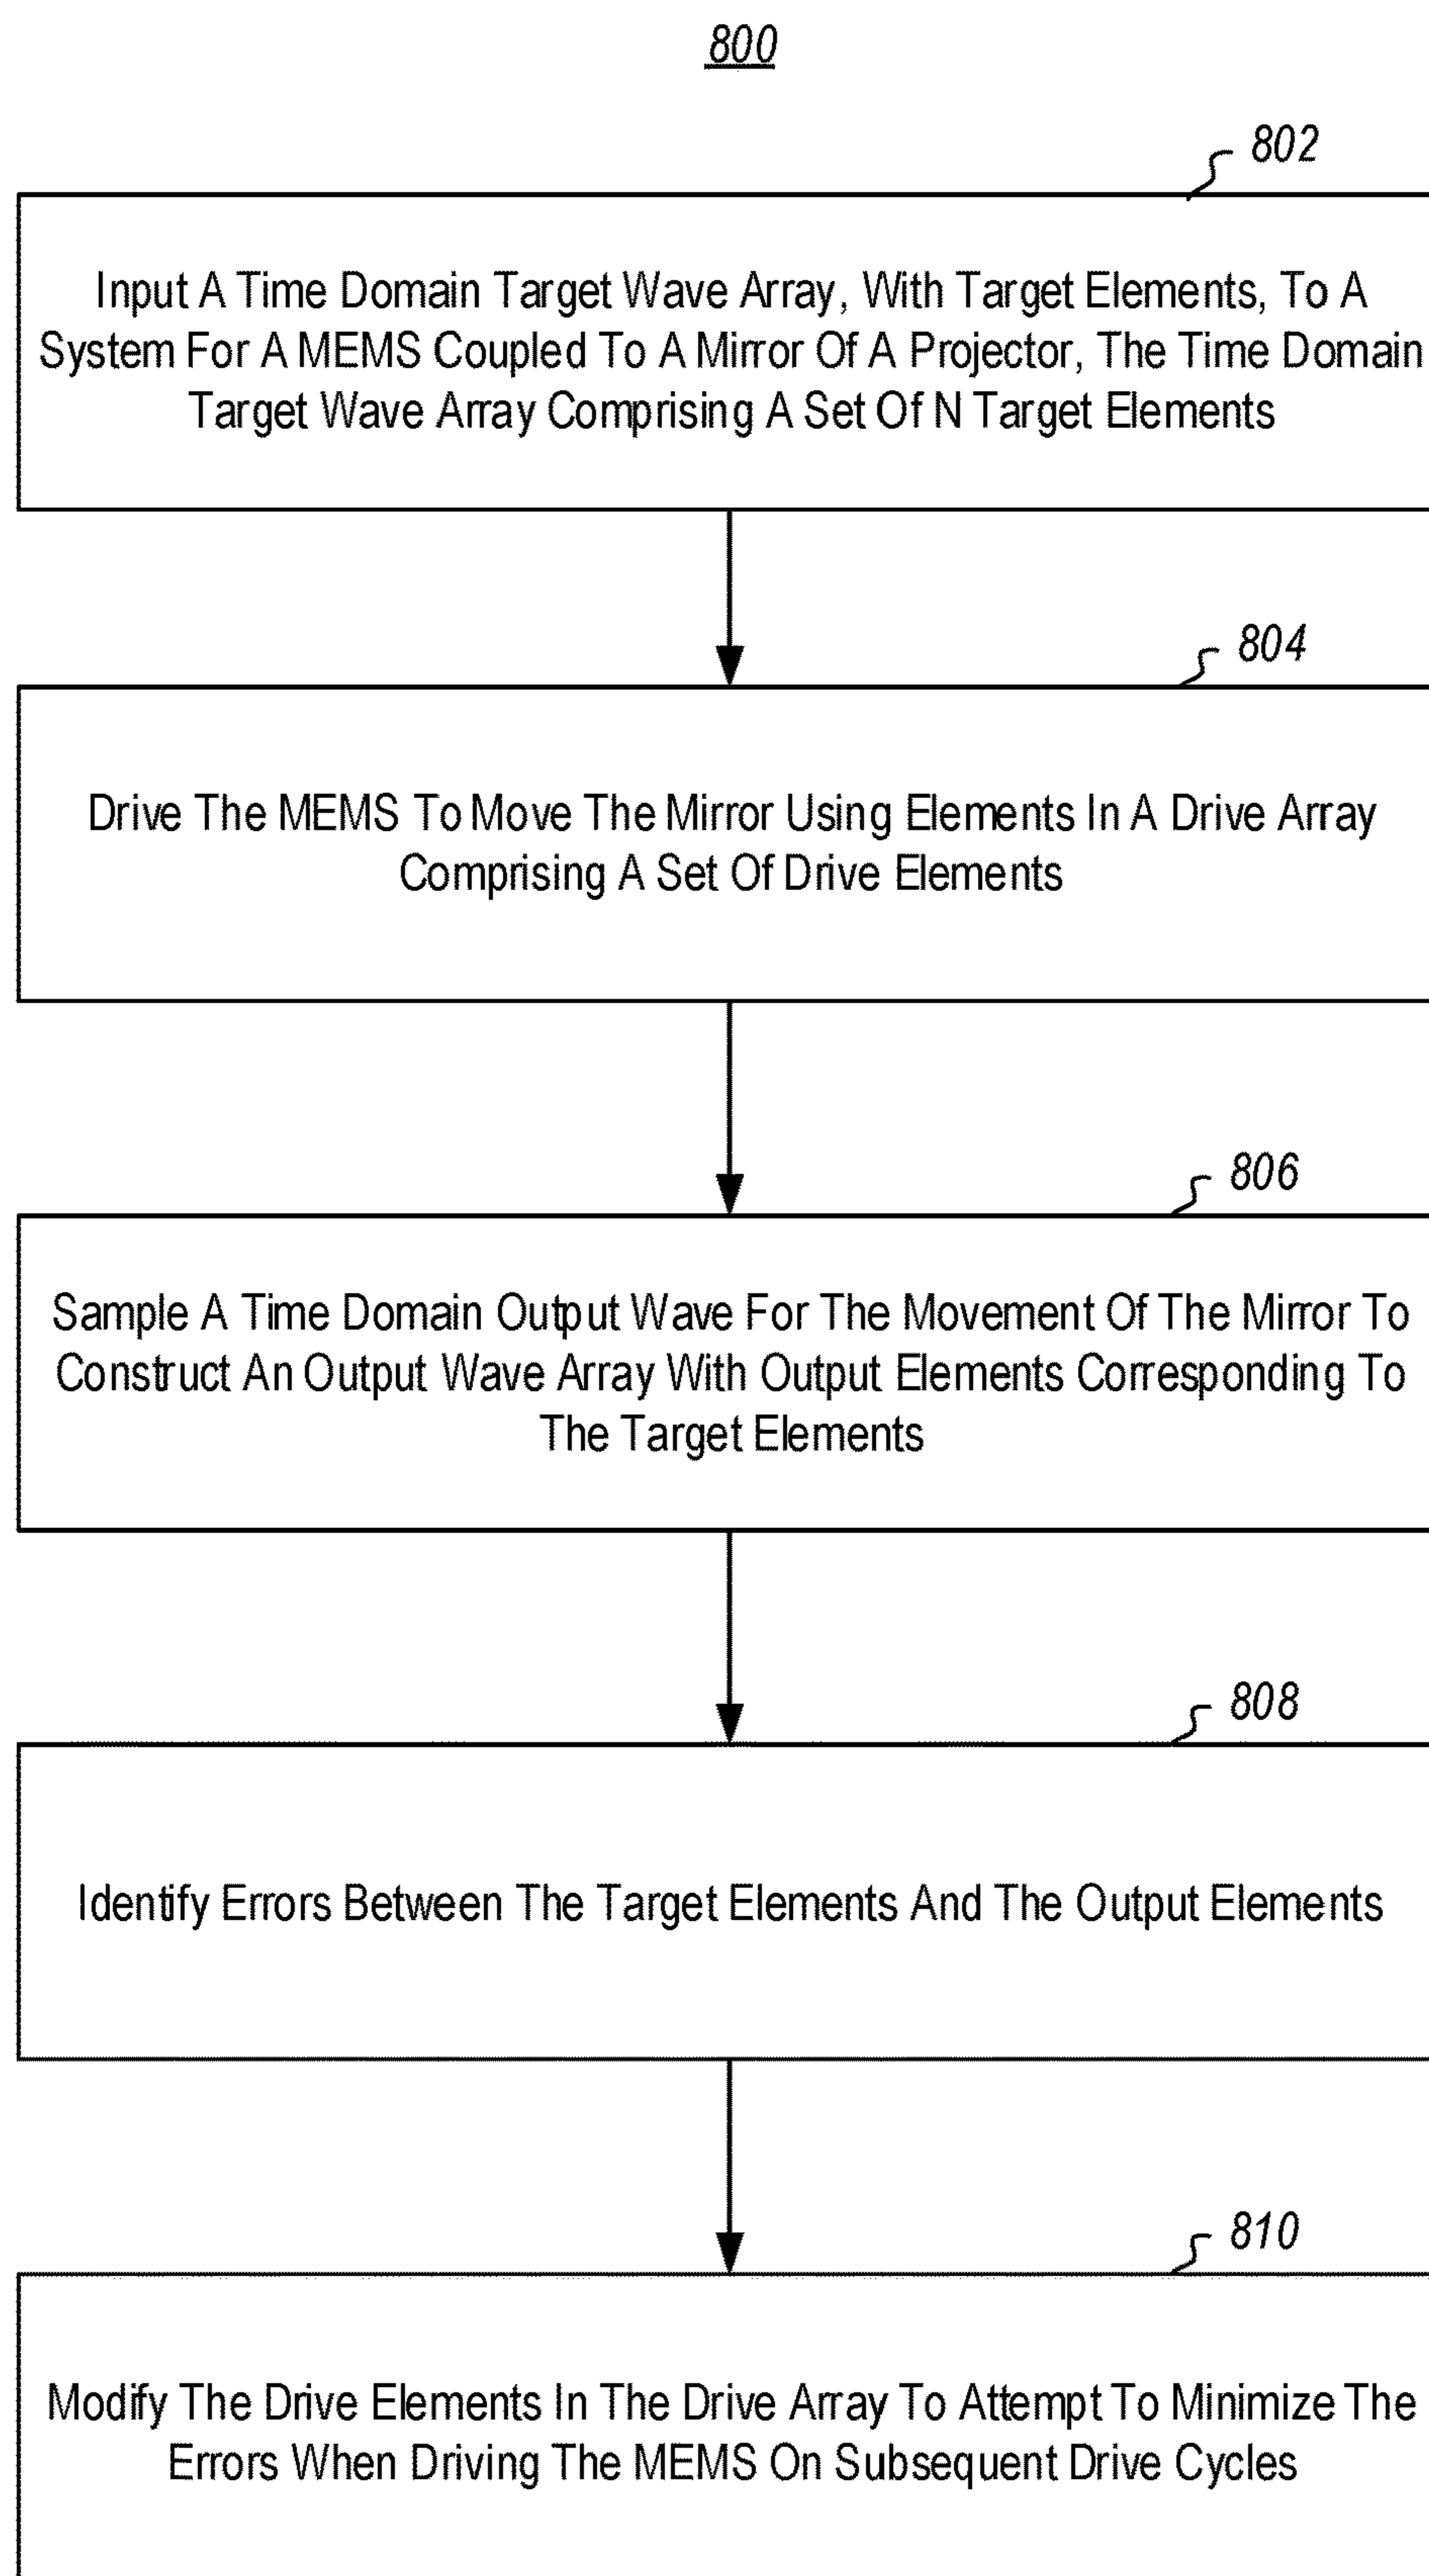 800
802
Input A Time Domain Target Wave Array, With Target Elements, To A
System For A MEMS Coupled To A Mirror Of A Projector, The Time Domain
Target Wave Array Comprising A Set Of N Target Elements
804
Drive The MEMS To Move The Mirror Using Elements In A Drive Array
Comprising A Set Of Drive Elements
806
Sample A Time Domain Output Wave For The Movement Of The Mirror To
Construct An Output Wave Array With Output Elements Corresponding To
The Target Elements
808
Identify Errors Between The Target Elements And The Output Elements
810
Modify The Drive Elements In The Drive Array To Attempt To Minimize The
Errors When Driving The MEMS On Subsequent Drive Cycles